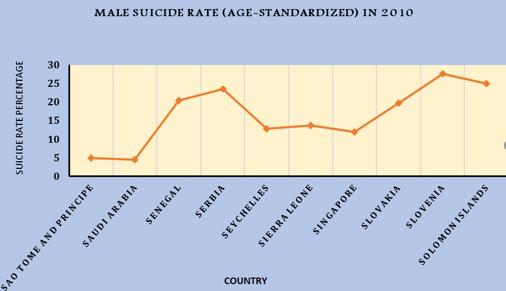 MALE SUICIDE RATE (AGE-STANDARDIZED) IN 2010
SUICIDE RATE PERCENTAGE
30
25
20
15
10
5
0
SAO TOME AND PRINCIPE
SAUDI ARABIA
SENEGAL
SERBIA
SEYCHELLES
SIERRA LEONE
SINGAPORE
SLOVAKIA
SLOVENIA
SOLOMON ISLANDS
COUNTRY